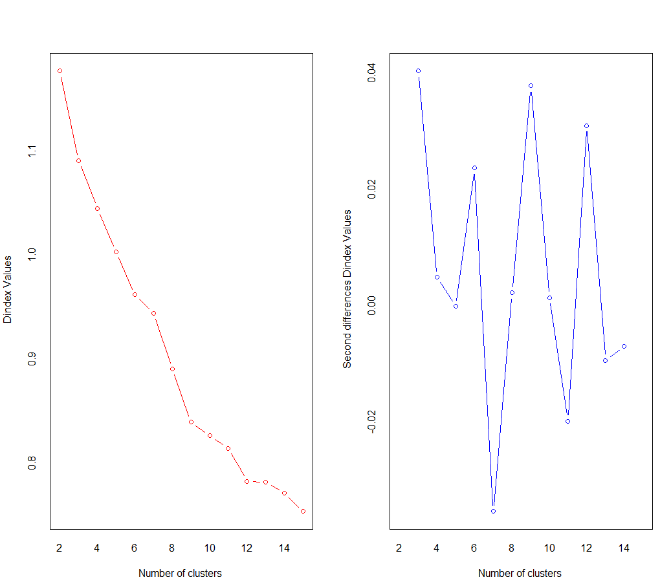 Dindex Values
1.1
1.0
0.9
0.8
2 4 6 8 10 12 14
Number of clusters
Second differences Dindex Values
0.04
0.02
0.00
-0.02
2 4 6 8 10 12 14
Number of clusters